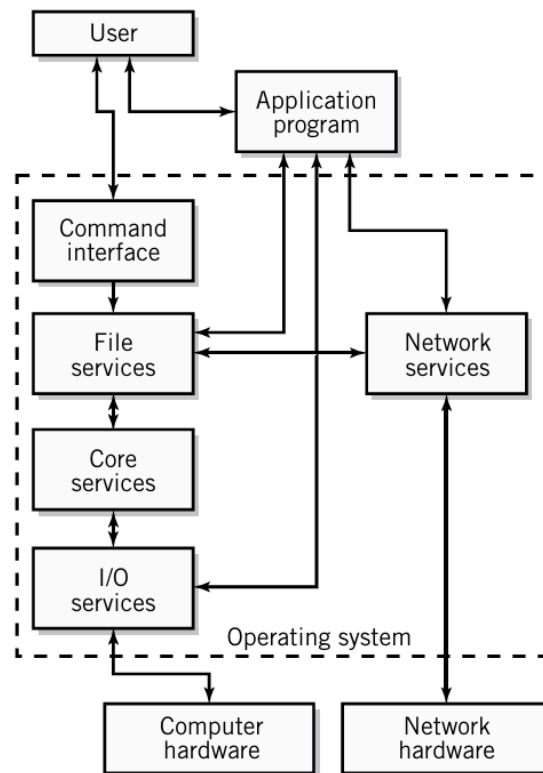 User
Application
program
Command
interface
File
services
Network
services
Core
services
I/O
services
Operating system
Computer
hardware
Network
hardware